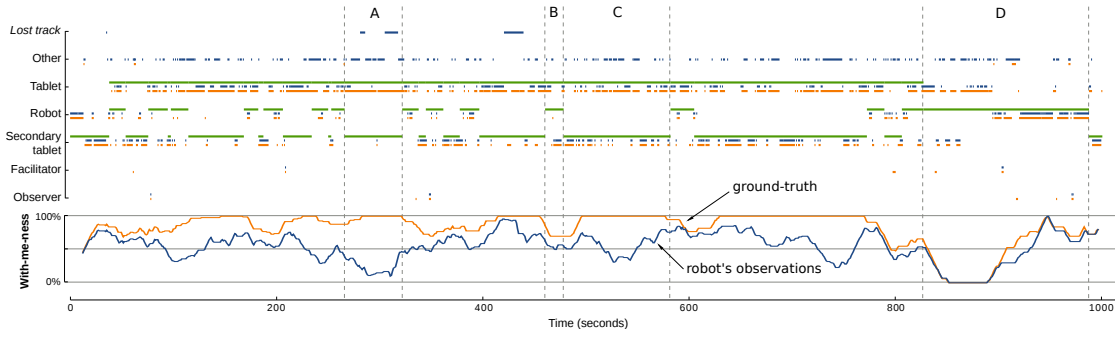 A B C D
Lost track
Other
Tablet
Robot
Secondary
tablet
Facilitator
Observer
ground-truth
robot's observations
With-me-ness
100%
50%
0%
0 200 400 600 800 1000
Time (seconds)